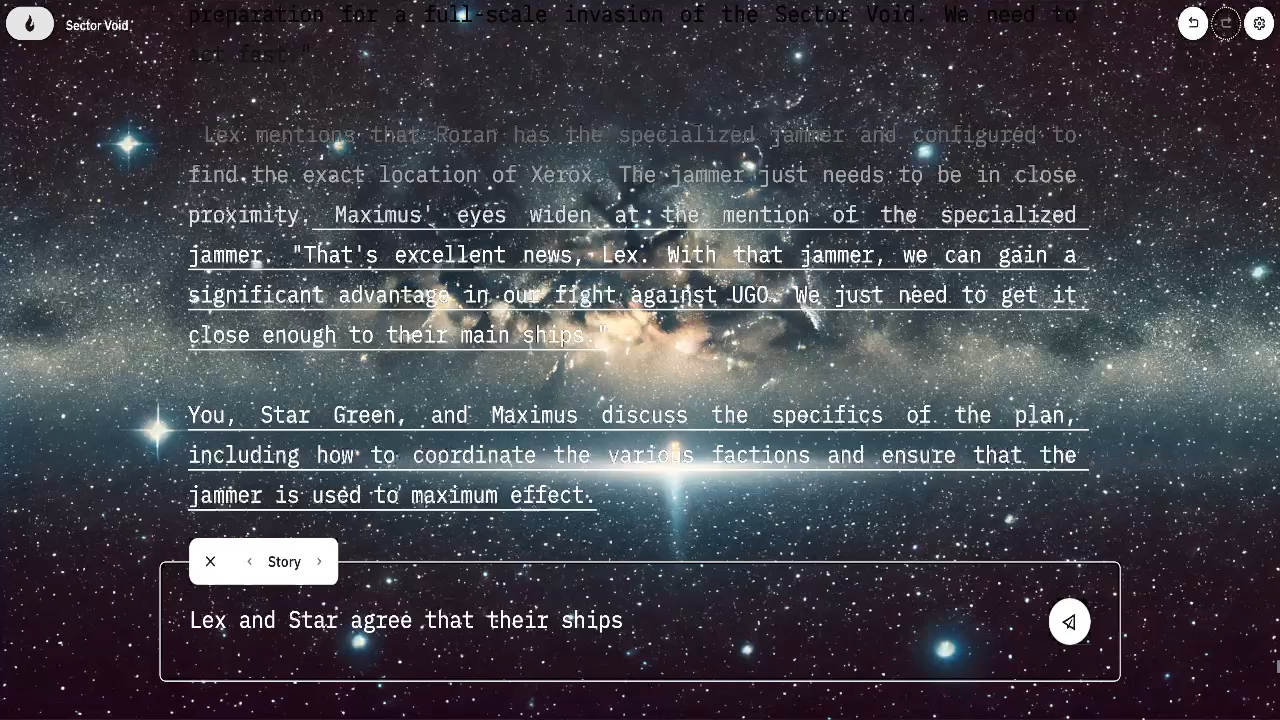 preparation for a full-scale invasion of the Sector Void. We need to
Sector Void
act fast"
Lex mentions that Roran has the specialized jammer and configured to
find the exact location of Xerox. The jammer just needs to be in close
proximity. Maximus' eyes widen at the mention of the specialized
jammer. "That's excellent news, Lex. With that jammer, we can gain a
significant advantage in our fight against UGO. We just need to get it
close enough to their main ships."
You, Star Green, and Maximus discuss the specifics of the plan,
including how to coordinate the various factions and ensure that the
jammer is used to maximum effect.
Story
Lex and Star agree that their ships